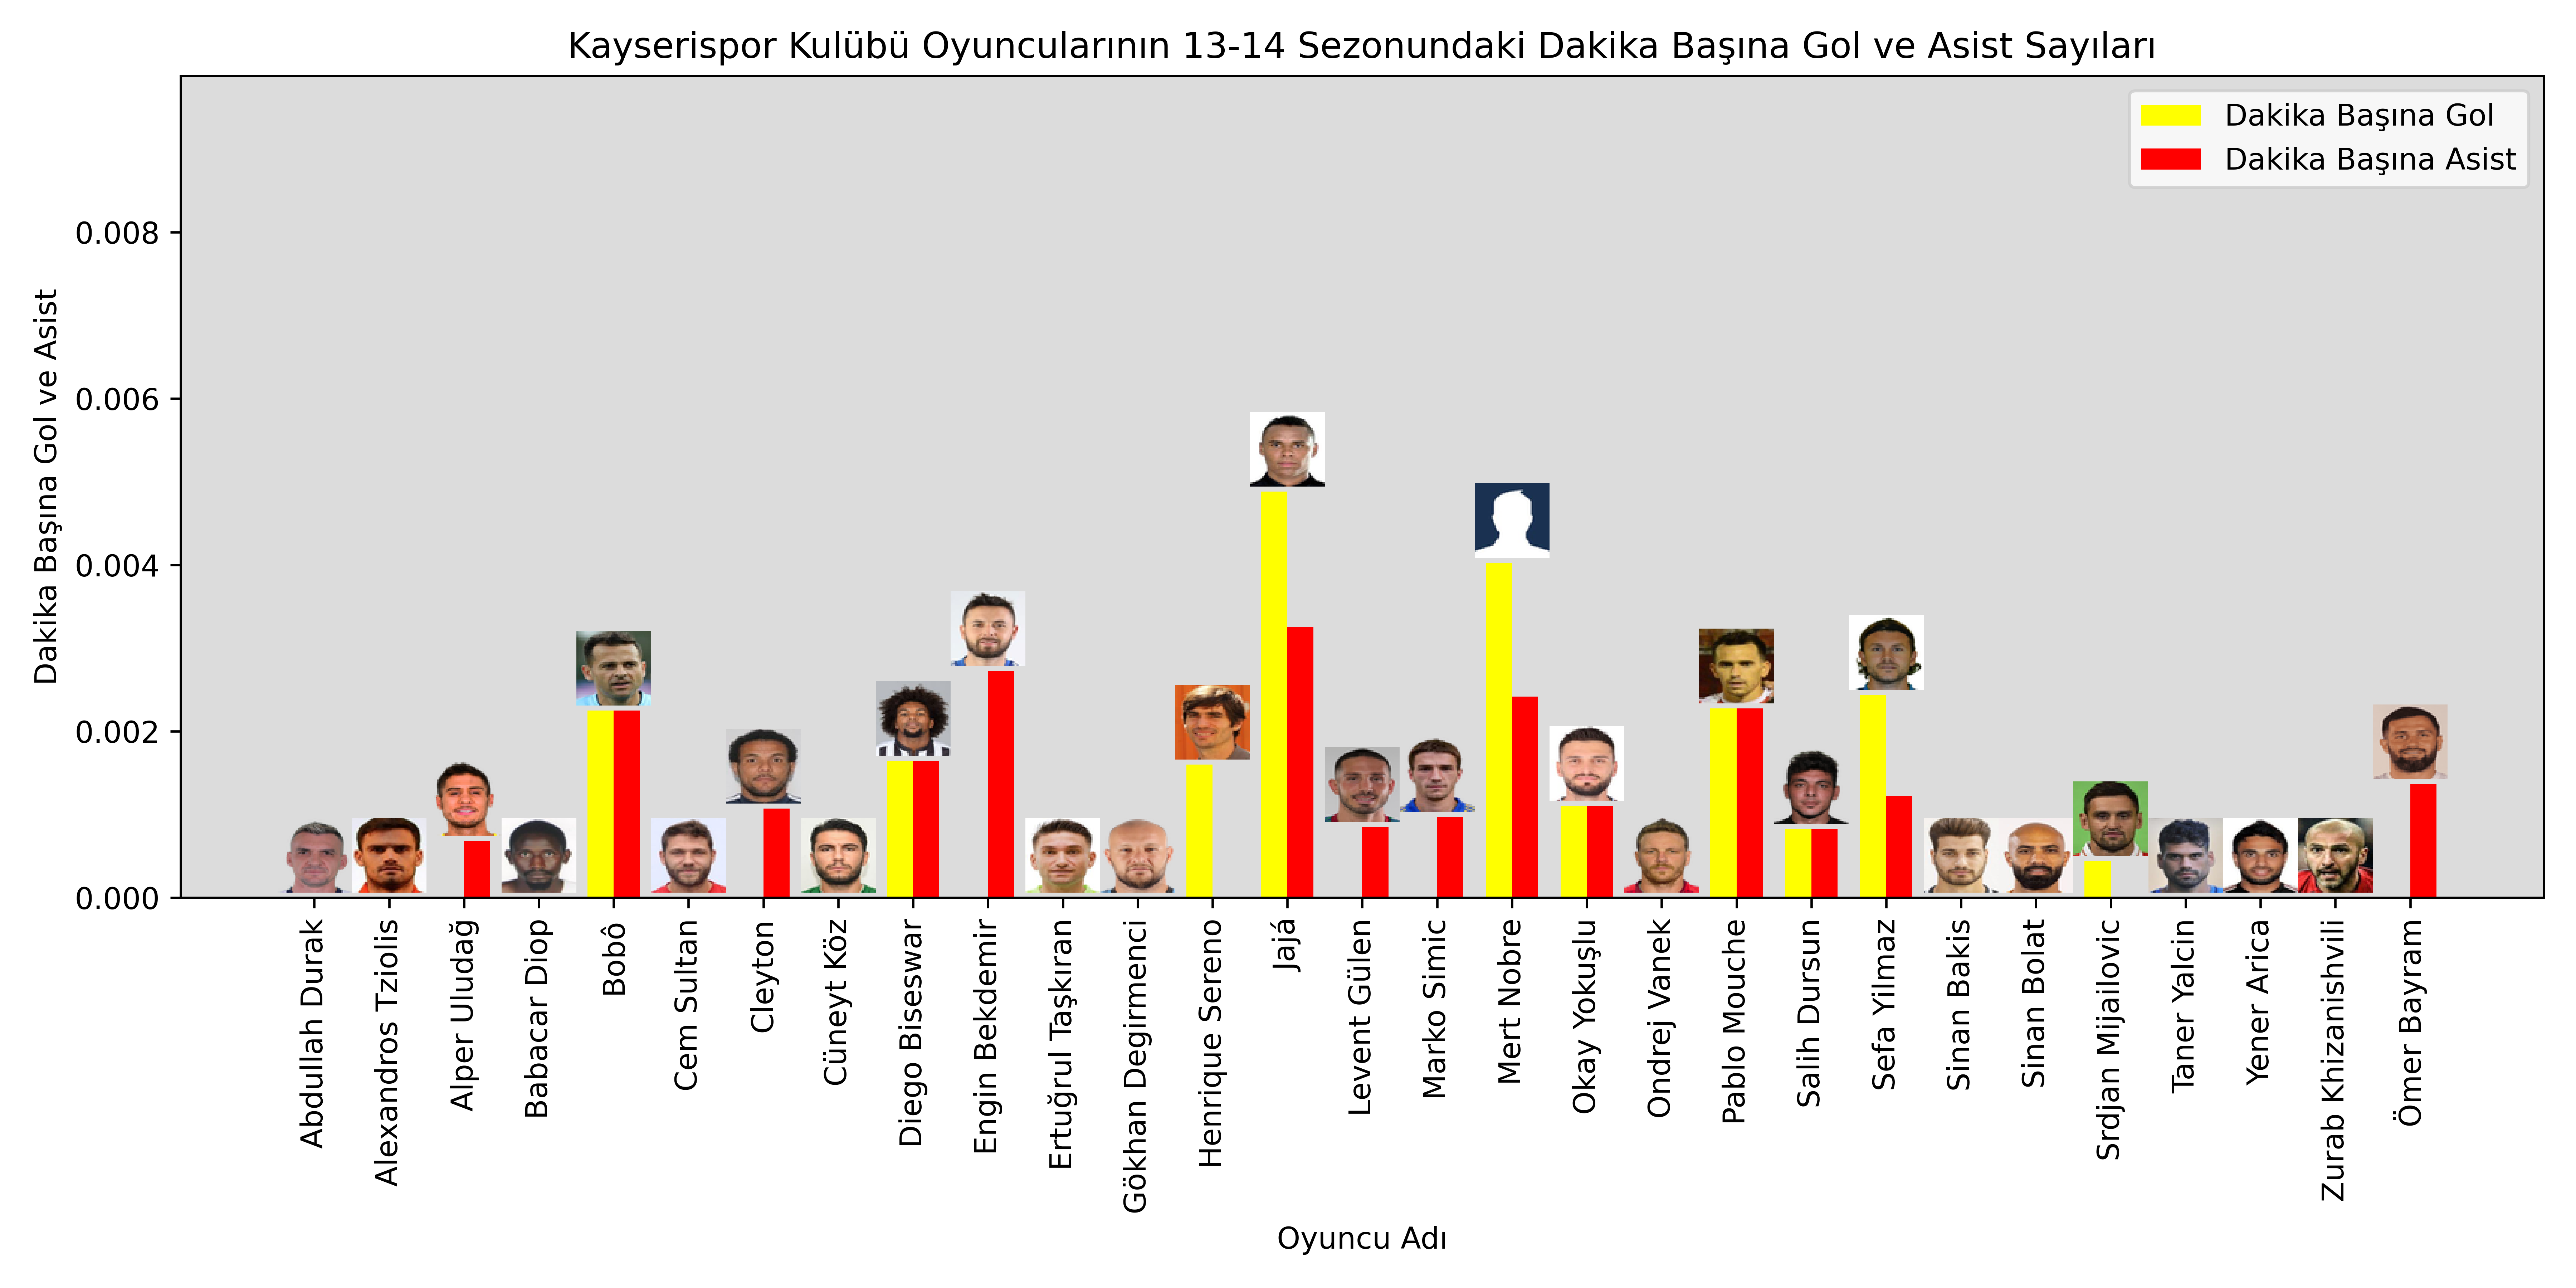 Kayserispor Kulübü Oyuncularının 13-14 Sezonundaki Dakika Başına Gol ve Asist Sayıları
Dakika Başına Gol
Dakika Başına Asist
Dakika Başına Gol ve Asist
0.008
0.006
0.004
0.002
0.000
Abdullah Durak
Alexandros Tziolis
Alper Uludağ
Babacar Diop
Bobô
Cem Sultan
Cleyton
Cüneyt Köz
Diego Biseswar
Engin Bekdemir
Ertuğrul Taşkıran
Gökhan Degirmenci
Henrique Sereno
Jajá
Levent Gülen
Marko Simic
Mert Nobre
Okay Yokuşlu
Ondrej Vanek
Pablo Mouche
Salih Dursun
Sefa Yilmaz
Sinan Bakis
Sinan Bolat
Srdjan Mijailovic
Taner Yalcin
Yener Arica
Zurab Khizanishvili
Ömer Bayram
Oyuncu Adı